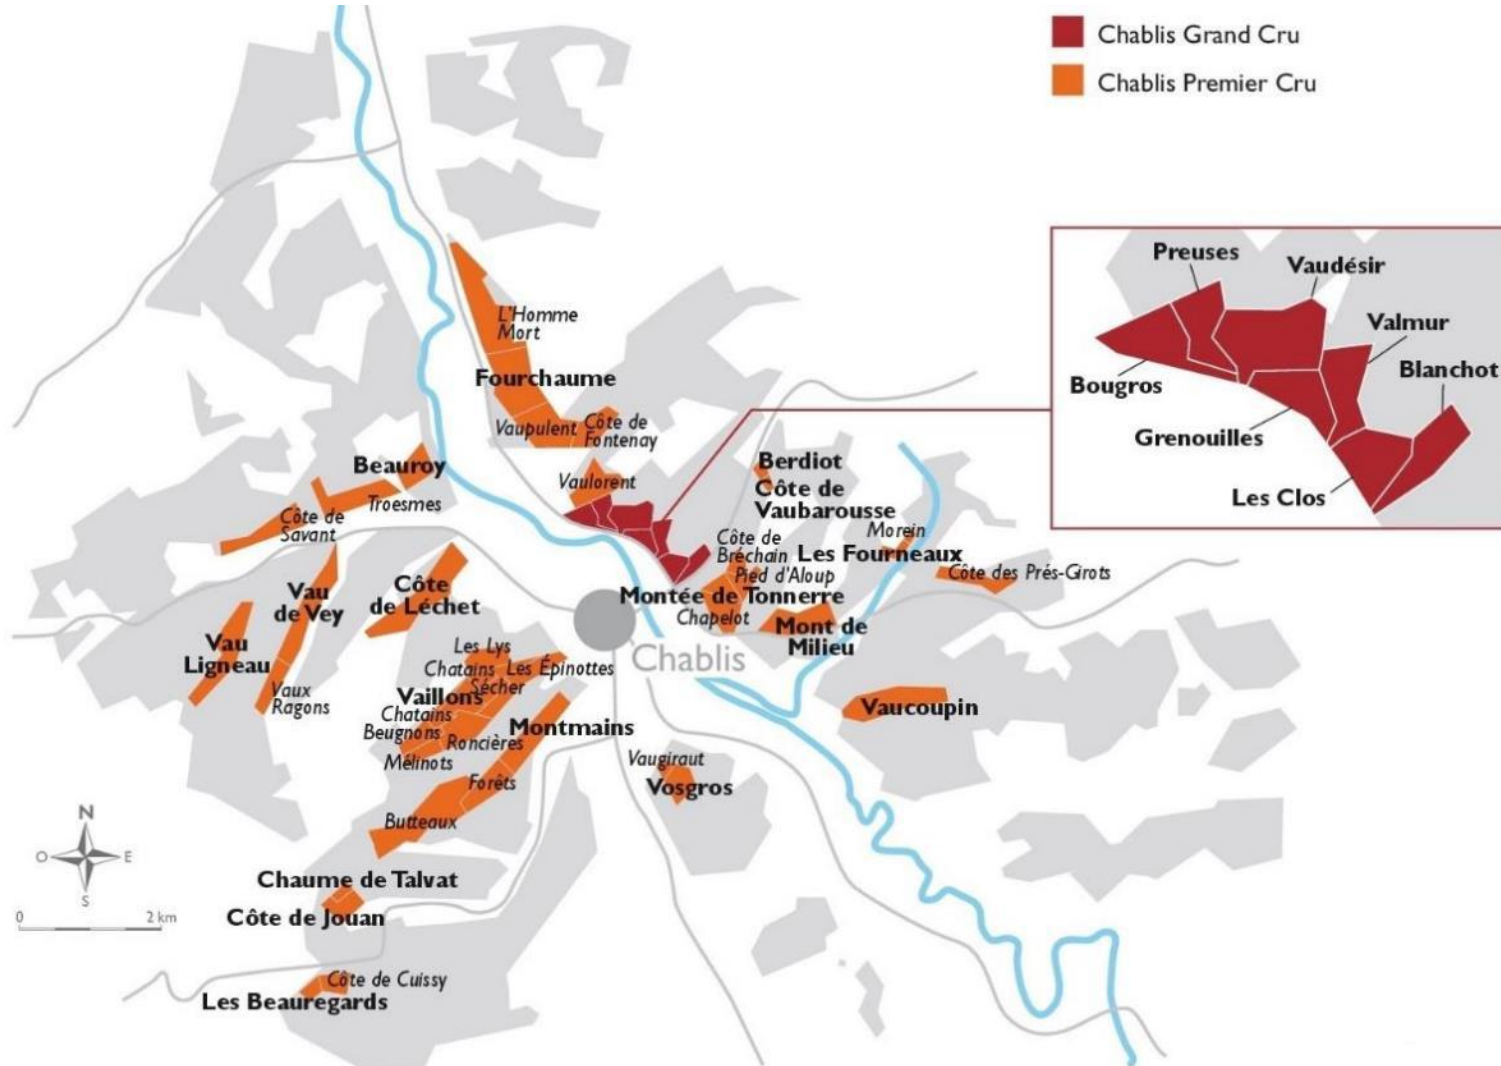 Chablis Grand Cru
Chablis Premier Cru
Preuses
Vaudésir
Valmur
Blanchot
Bougros
Grenouilles
Les Clos
L'Homme
Mort
Fourchaume
Vaupulent
Côte de
Fontenay
Vaulorent
Beauroy
Troesmes
Côte de
Savant
Berdiot
Côte de
Vaubarousse
Morein
Côte de
Bréchain
Les Fourneaux
Pied d'Aloup
Côte des Prés-Girots
Montée de Tonnerre
Chapelot
Mont de
Milieu
Vau
de Vey
Côte
de Léchet
Vau
Ligneau
Vaux
Ragons
Chablis
Les Lys
Chatains
Les Épinottes
Sécher
Vaillons
Chatains
Beugnons
Roncières
Mélinots
Montmains
Forêts
Butteaux
Vaucoupin
Vaugiraut
Vosgros
Chaume de Talvat
Côte de Jouan
Côte de Cuissy
Les Beauregards
N
O
E
S
0
2 km